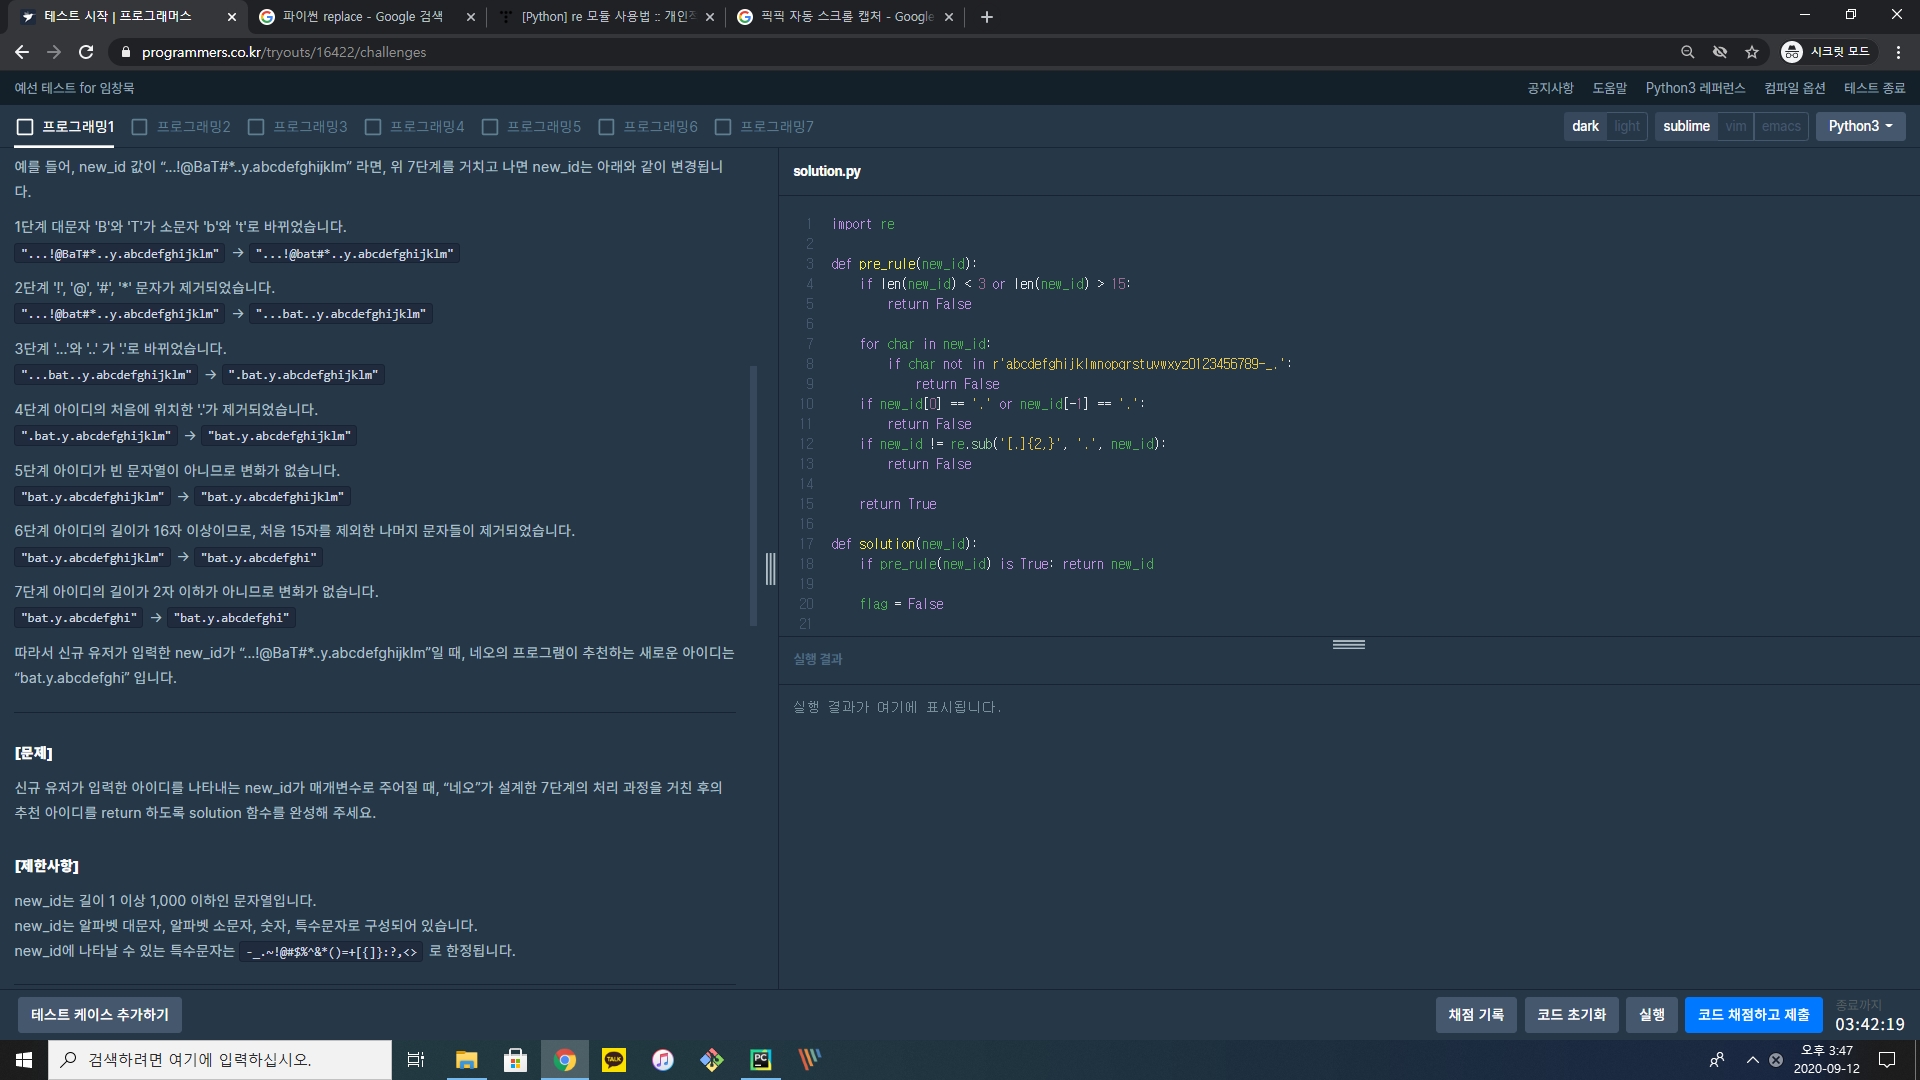 테스트 시작 | 프로그래머스
파이썬 replace - Google 검색
[Python] re 모듈 사용법 :: 개인적
픽픽 자동 스크롤 캡처 - Google
programmers.co.kr/tryouts/16422/challenges
시크릿 모드
예선 테스트 for 임창묵
공지사항 도움말 Python3 레퍼런스 컴파일 옵션 테스트 종료
프로그래밍1 프로그래밍2 프로그래밍3 프로그래밍4 프로그래밍5 프로그래밍6 프로그래밍7
dark light sublime vim emacs Python3
예를 들어, new_id 값이 “...!@BaT#*..y.abcdefghijklm” 라면, 위 7단계를 거치고 나면 new_id는 아래와 같이 변경됩니
다.
1단계 대문자 'B'와 'T'가 소문자 'b'와 't'로 바뀌었습니다.
"...!@BaT#*..y.abcdefghijklm" → "...!@bat#*..y.abcdefghijklm"
2단계 '!', '@', '#', '*' 문자가 제거되었습니다.
"...!@bat#*..y.abcdefghijklm" → "...bat..y.abcdefghijklm"
3단계 '...'와 '..' 가 '.'로 바뀌었습니다.
"...bat..y.abcdefghijklm" → ".bat.y.abcdefghijklm"
4단계 아이디의 처음에 위치한 '.'가 제거되었습니다.
".bat.y.abcdefghijklm" → "bat.y.abcdefghijklm"
5단계 아이디가 빈 문자열이 아니므로 변화가 없습니다.
"bat.y.abcdefghijklm" → "bat.y.abcdefghijklm"
6단계 아이디의 길이가 16자 이상이므로, 처음 15자를 제외한 나머지 문자들이 제거되었습니다.
"bat.y.abcdefghijklm" → "bat.y.abcdefghi"
7단계 아이디의 길이가 2자 이하가 아니므로 변화가 없습니다.
"bat.y.abcdefghi" → "bat.y.abcdefghi"
따라서 신규 유저가 입력한 new_id가 “...!@BaT#*..y.abcdefghijklm”일 때, 네오의 프로그램이 추천하는 새로운 아이디는
“bat.y.abcdefghi” 입니다.
[문제]
신규 유저가 입력한 아이디를 나타내는 new_id가 매개변수로 주어질 때, “네오”가 설계한 7단계의 처리 과정을 거친 후의
추천 아이디를 return 하도록 solution 함수를 완성해 주세요.
[제한사항]
new_id는 길이 1 이상 1,000 이하인 문자열입니다.
new_id는 알파벳 대문자, 알파벳 소문자, 숫자, 특수문자로 구성되어 있습니다.
new_id에 나타날 수 있는 특수문자는 -_.~!@#$%^&*()=+[{]}:?,<> 로 한정됩니다.
solution.py
1 import re
2
3 def pre_rule(new_id):
4 if len(new_id) < 3 or len(new_id) > 15:
5 return False
6
7 for char in new_id:
8 if char not in r'abcdefghijklmnopqrstuvwxyz0123456789-_.':
9 return False
10 if new_id[0] == '.' or new_id[-1] == '.':
11 return False
12 if new_id != re.sub('[.]{2,}', '.', new_id):
13 return False
14
15 return True
16
17 def solution(new_id):
18 if pre_rule(new_id) is True: return new_id
19
20 flag = False
21
실행 결과
실행 결과가 여기에 표시됩니다.
테스트 케이스 추가하기
채점 기록 코드 초기화 실행 코드 채점하고 제출
종료까지
03:42:19
검색하려면 여기에 입력하십시오.
TALK
PC
오후 3:47
2020-09-12